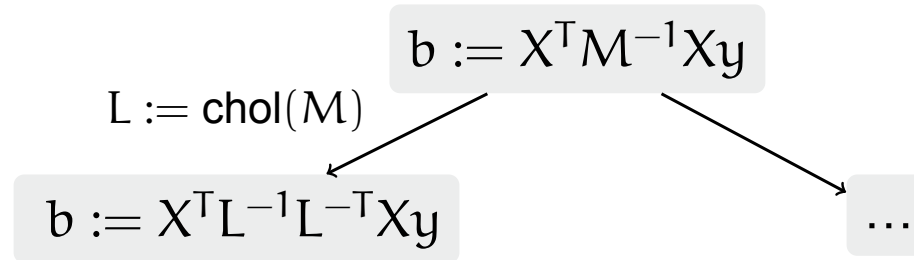 b := XᵀM⁻¹Xy
L := chol(M)
b := XᵀL⁻¹L⁻ᵀXy
...